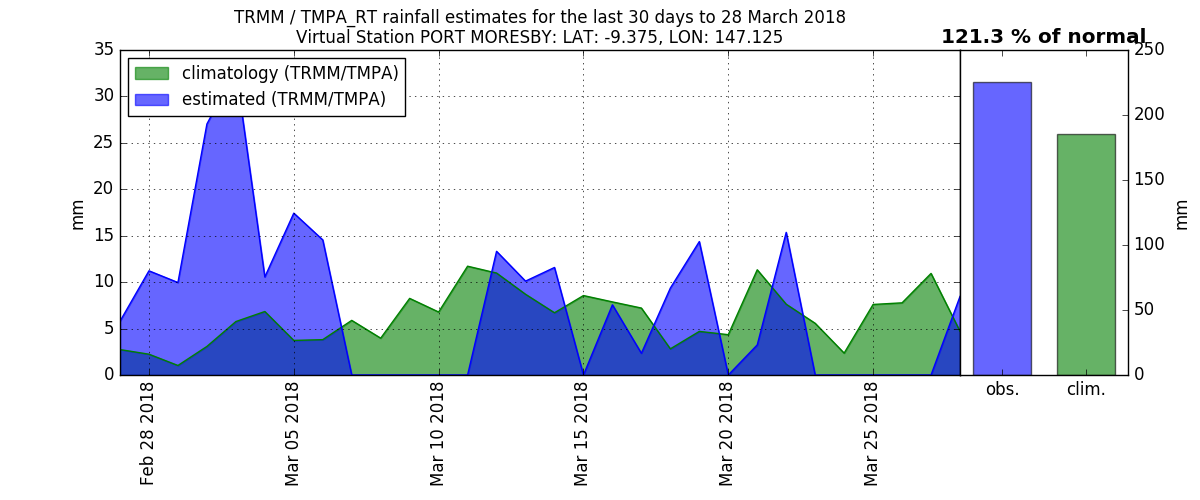 TRMM / TMPA_RT rainfall estimates for the last 30 days to 28 March 2018
Virtual Station PORT MORESBY: LAT: -9.375, LON: 147.125
121.3 % of normal
climatology (TRMM/TMPA)
estimated (TRMM/TMPA)
35
30
25
20
15
10
5
0
mm
Feb 28 2018
Mar 05 2018
Mar 10 2018
Mar 15 2018
Mar 20 2018
Mar 25 2018
250
200
150
100
50
0
mm
obs.
clim.